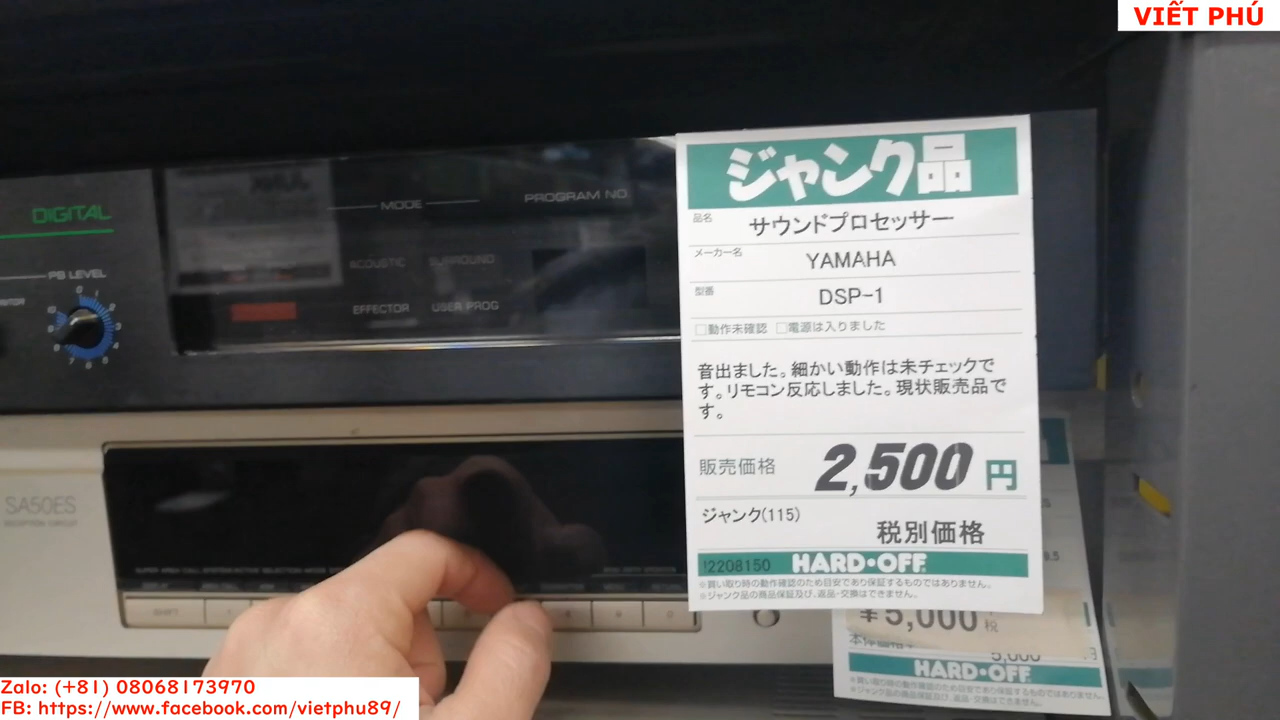 VIẾT PHÚ
DIGITAL
PB LEVEL
MODE
PROGRAM NO.
ACOUSTIC SURROUND
EFFECTOR USER PROG
ジャンク品
品名
サウンドプロセッサー
メーカー名
YAMAHA
型番
DSP-1
□動作未確認 □電源は入りました
音出ました。細かい動作は未チェックで
す。リモコン反応しました。現状販売品で
す。
販売価格 2,500 円
ジャンク(115)
税別価格
12208150 HARD・OFF
※買い取り時の動作確認のため目安であり保証するものではありません。
※ジャンク品の商品保証及び、返品・交換はできません。
SA50ES
SHIFT
¥5,000 税
5,000 円
HARD・OFF
Zalo: (+81) 08068173970
FB: https://www.facebook.com/vietphu89/